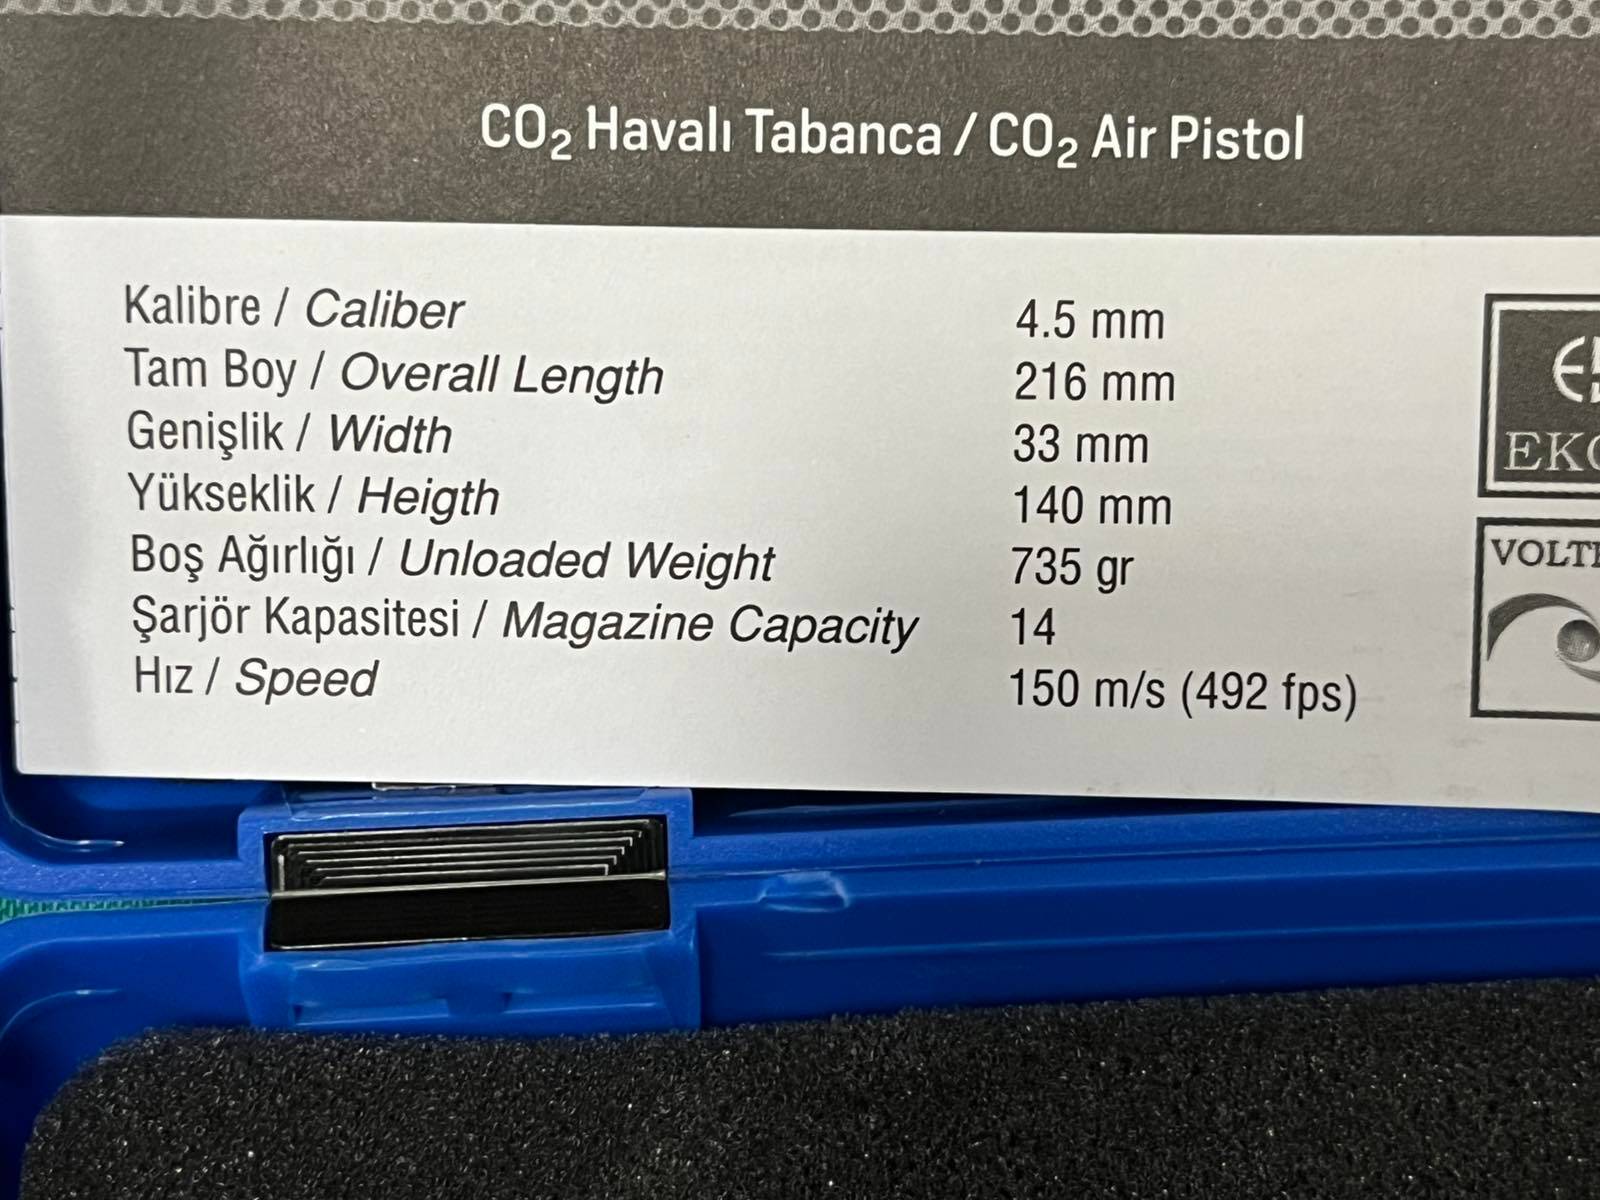 CO₂ Havalı Tabanca / CO₂ Air Pistol
Kalibre / Caliber 4.5 mm
Tam Boy / Overall Length 216 mm
Genişlik / Width 33 mm
Yükseklik / Heigth 140 mm
Boş Ağırlığı / Unloaded Weight 735 gr
Şarjör Kapasitesi / Magazine Capacity 14
Hız / Speed 150 m/s (492 fps)